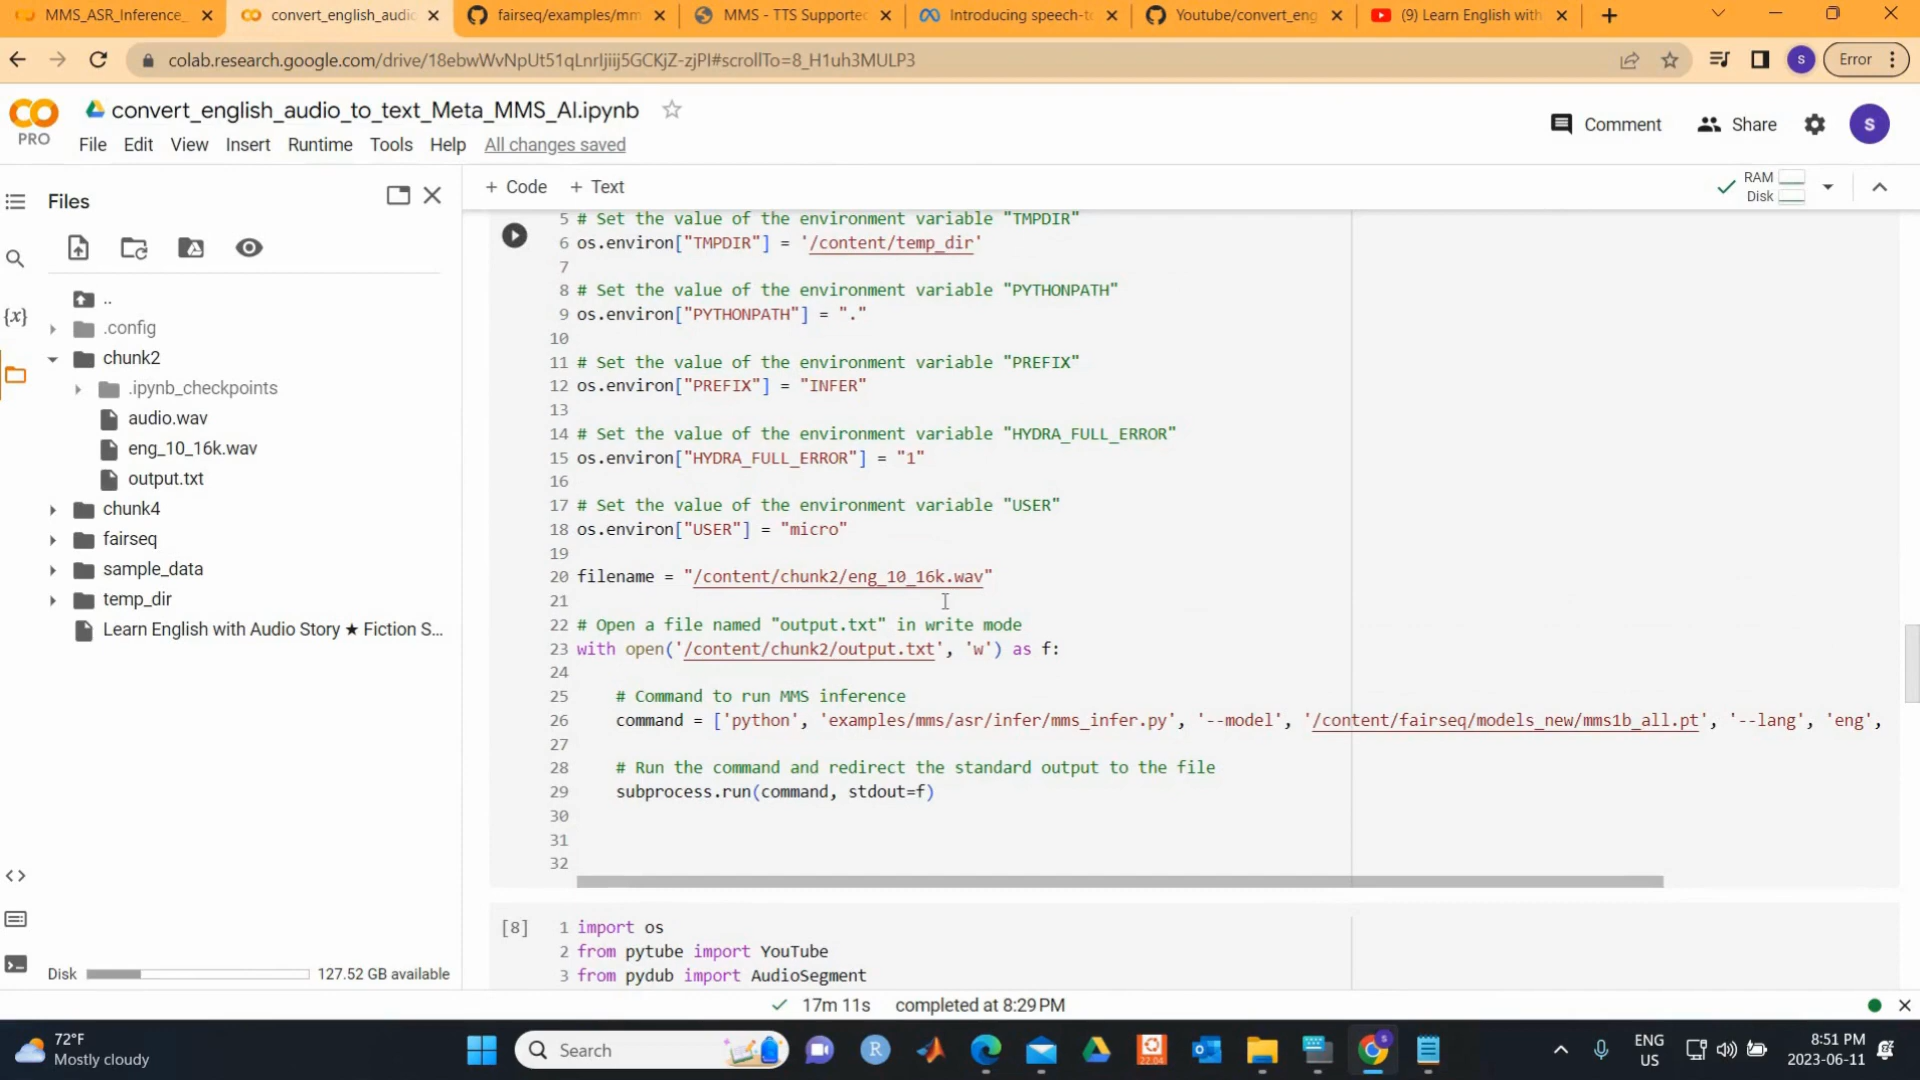 MMS_ASR_Inference_
convert_english_audio
fairseq/examples/mm
MMS - TTS Supporte
Introducing speech-t
Youtube/convert_eng
(9) Learn English with
colab.research.google.com/drive/18ebwWvNpUt51qLnrIjiij5GCKjZ-zjPI#scrollTo=8_H1uh3MULP3
S
Error
PRO
convert_english_audio_to_text_Meta_MMS_AI.ipynb
File Edit View Insert Runtime Tools Help All changes saved
Comment
Share
S
Files
+ Code + Text
RAM
Disk
..
.config
chunk2
.ipynb_checkpoints
audio.wav
eng_10_16k.wav
output.txt
chunk4
fairseq
sample_data
temp_dir
Learn English with Audio Story ★ Fiction S...
{x}
Disk 127.52 GB available
5 # Set the value of the environment variable "TMPDIR"
6 os.environ["TMPDIR"] = '/content/temp_dir'
7
8 # Set the value of the environment variable "PYTHONPATH"
9 os.environ["PYTHONPATH"] = "."
10
11 # Set the value of the environment variable "PREFIX"
12 os.environ["PREFIX"] = "INFER"
13
14 # Set the value of the environment variable "HYDRA_FULL_ERROR"
15 os.environ["HYDRA_FULL_ERROR"] = "1"
16
17 # Set the value of the environment variable "USER"
18 os.environ["USER"] = "micro"
19
20 filename = "/content/chunk2/eng_10_16k.wav"
21
22 # Open a file named "output.txt" in write mode
23 with open('/content/chunk2/output.txt', 'w') as f:
24
25 # Command to run MMS inference
26 command = ['python', 'examples/mms/asr/infer/mms_infer.py', '--model', '/content/fairseq/models_new/mms1b_all.pt', '--lang', 'eng',
27
28 # Run the command and redirect the standard output to the file
29 subprocess.run(command, stdout=f)
30
31
32
[8]
1 import os
2 from pytube import YouTube
3 from pydub import AudioSegment
17m 11s completed at 8:29 PM
72°F
Mostly cloudy
Search
R
22.04
ENG
US
8:51 PM
2023-06-11